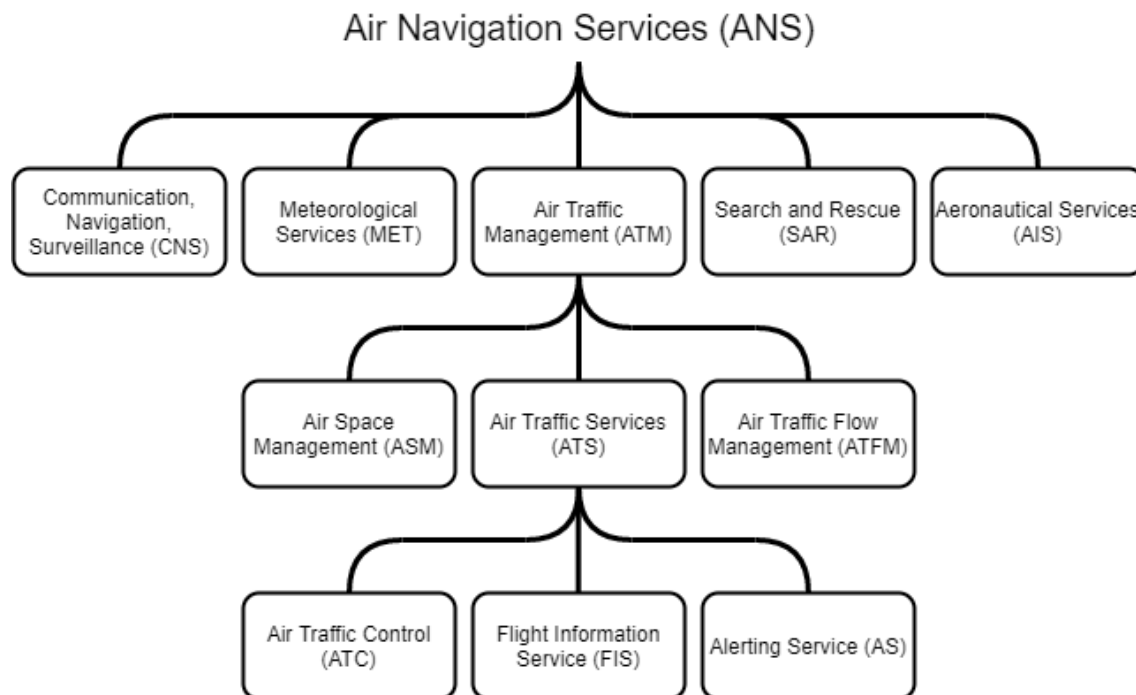 Air Navigation Services (ANS)
Communication,
Navigation,
Surveillance (CNS)
Meteorological
Services (MET)
Air Traffic
Management (ATM)
Search and Rescue
(SAR)
Aeronautical Services
(AIS)
Air Space
Management (ASM)
Air Traffic Services
(ATS)
Air Traffic Flow
Management (ATFM)
Air Traffic Control
(ATC)
Flight Information
Service (FIS)
Alerting Service (AS)